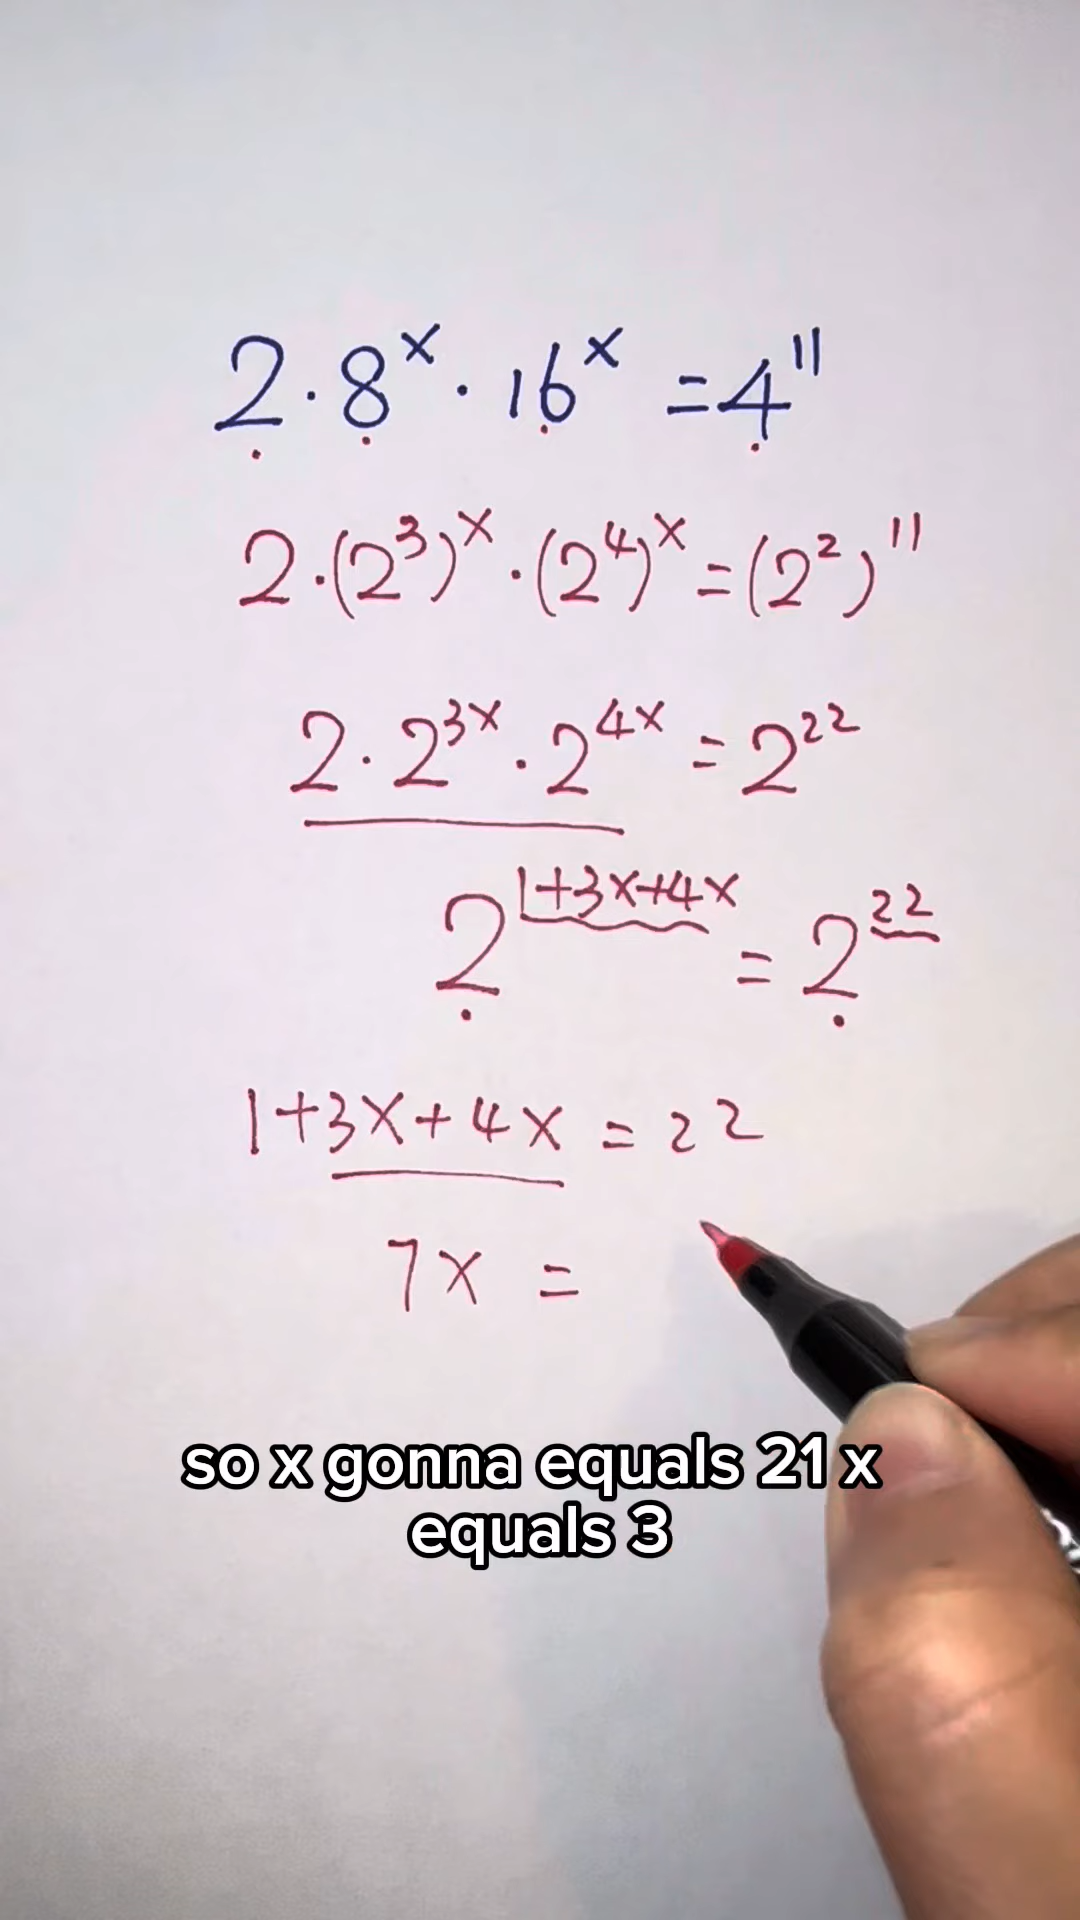 2 · 8^x · 16^x = 4^11
2 · (2^3)^x · (2^4)^x = (2^2)^11
2 · 2^3x · 2^4x = 2^22
2^1+3x+4x = 2^22
1+3x+4x = 22
7x =
so x gonna equals 21 x
equals 3